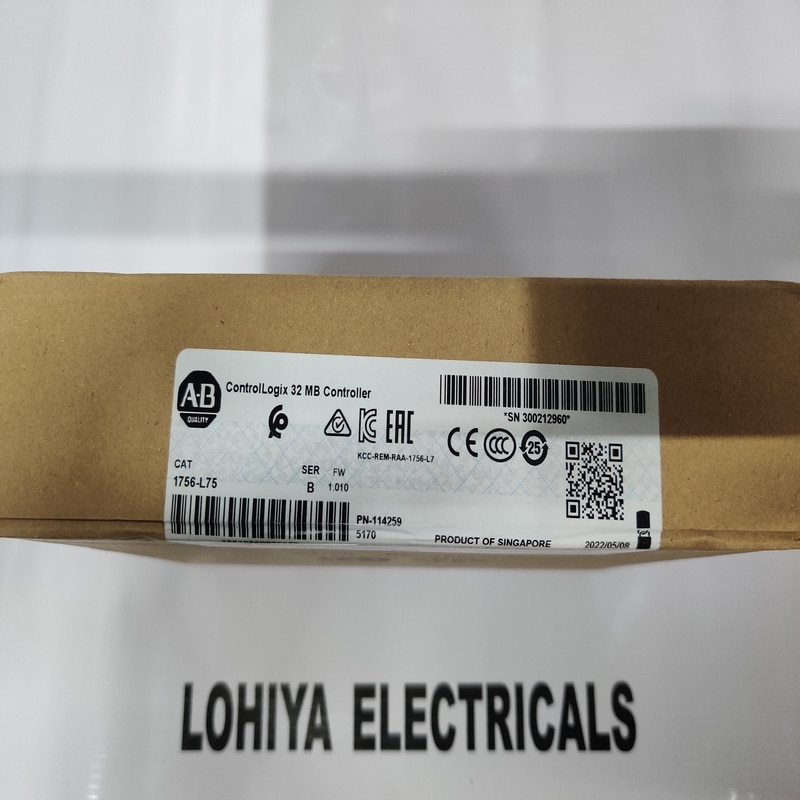 A-B
QUALITY
ControlLogix 32 MB Controller
*SN 300212960*
EAC
KCC-REM-RAA-1756-L7
CE
CCC
25
CAT
1756-L75
SER
B
FW
1.010
PN-114259
5170
PRODUCT OF SINGAPORE
2022/05/08
LOHIYA ELECTRICALS